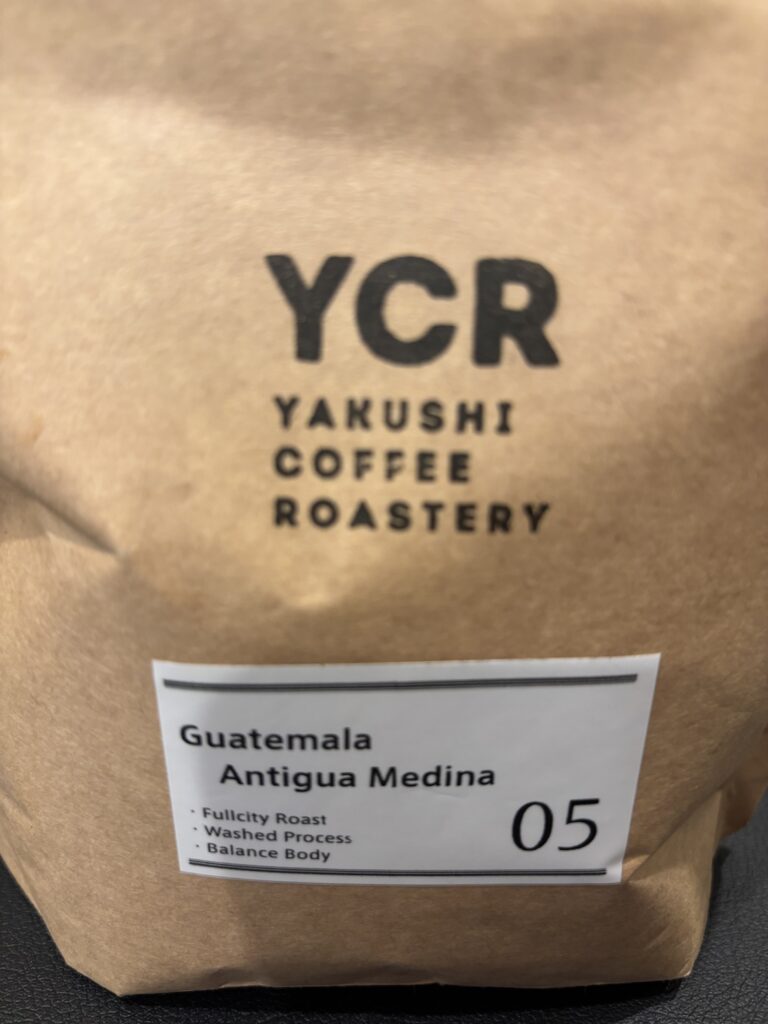 YCR
YAKUSHI
COFFEE
ROASTERY
Guatemala
Antigua Medina
・Fullcity Roast
・Washed Process
・Balance Body
05